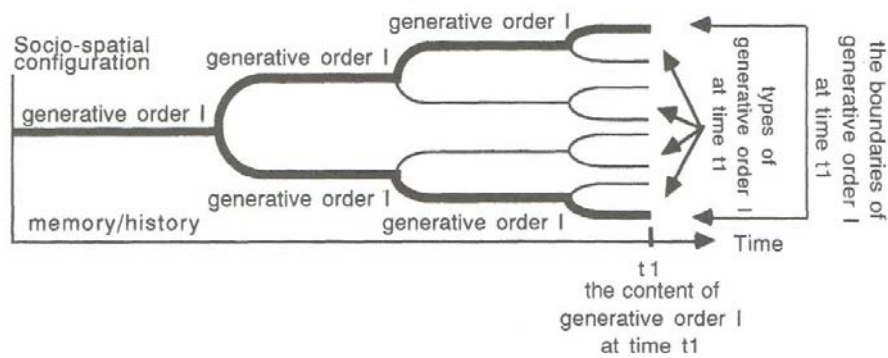 Socjo-spatial
configuration
generative order I
generative order I
generative order I
generative order I
generative order I
memory/history
types of
generative order I
at time t1
the boundaries of
generative order I
at time t1
Time
t1
the content of
generative order I
at time t1